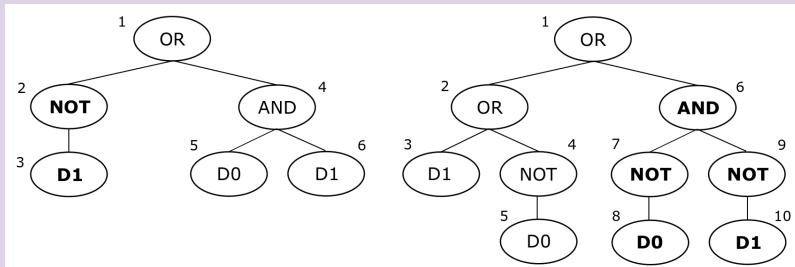 1 OR 1 OR
2 NOT 4 AND 2 OR 6 AND
3 D1 5 D0 6 D1 3 D1 4 NOT 7 NOT 9 NOT
5 D0 8 D0 10 D1